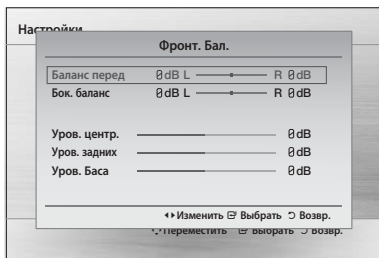 Настройки
Фронт. Бал.
Баланс перед 0dB L R 0dB
Бок. баланс 0dB L R 0dB
Уров. центр. 0dB
Уров. задних 0dB
Уров. Баса 0dB
Изменить Выбрать Возвр.
Переместить Выбрать Возвр.